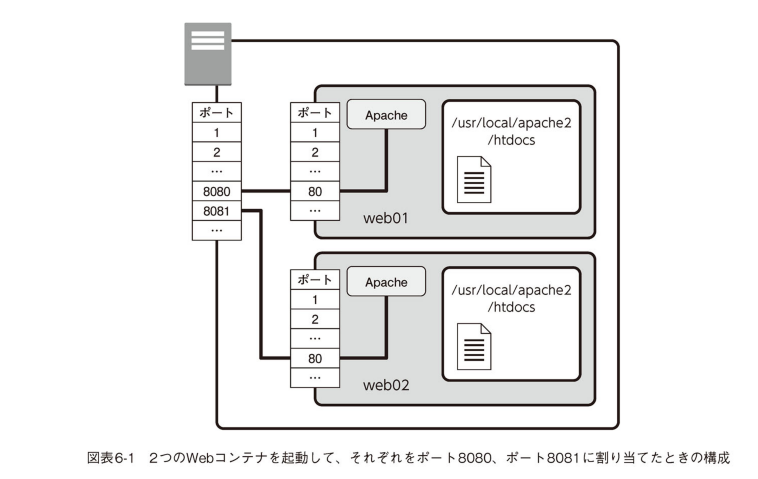 ポート
1
2
…
8080
8081
…
ポート
1
2
…
80
…
Apache
web01
/usr/local/apache2
/htdocs
ポート
1
2
…
80
…
Apache
web02
/usr/local/apache2
/htdocs
図表6-1　2つのWebコンテナを起動して、それぞれをポート8080、ポート8081に割り当てたときの構成